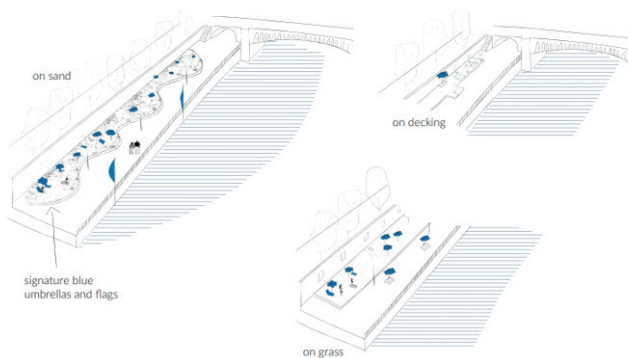 on sand
on decking
signature blue
umbrellas and flags
on grass